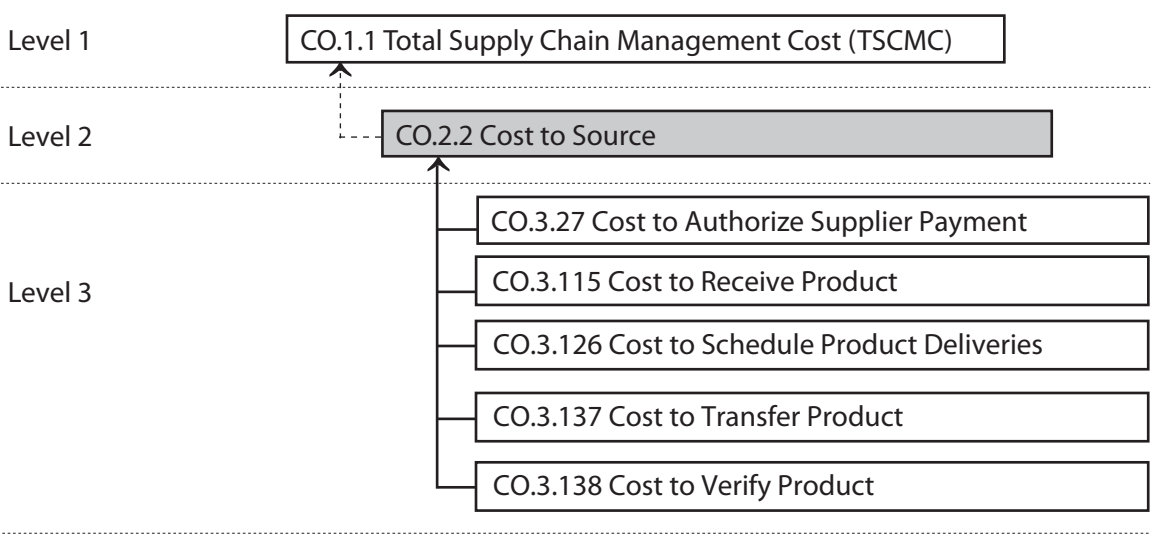 Level 1
CO.1.1 Total Supply Chain Management Cost (TSCMC)
Level 2
CO.2.2 Cost to Source
Level 3
CO.3.27 Cost to Authorize Supplier Payment
CO.3.115 Cost to Receive Product
CO.3.126 Cost to Schedule Product Deliveries
CO.3.137 Cost to Transfer Product
CO.3.138 Cost to Verify Product